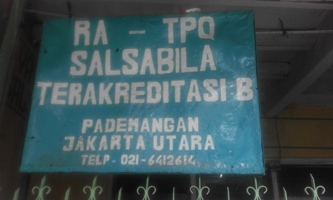 RA - TPQ
SALSABILA
TERAKREDITASI B
PADEMANGAN
JAKARTA UTARA
TELP - 021-6412614